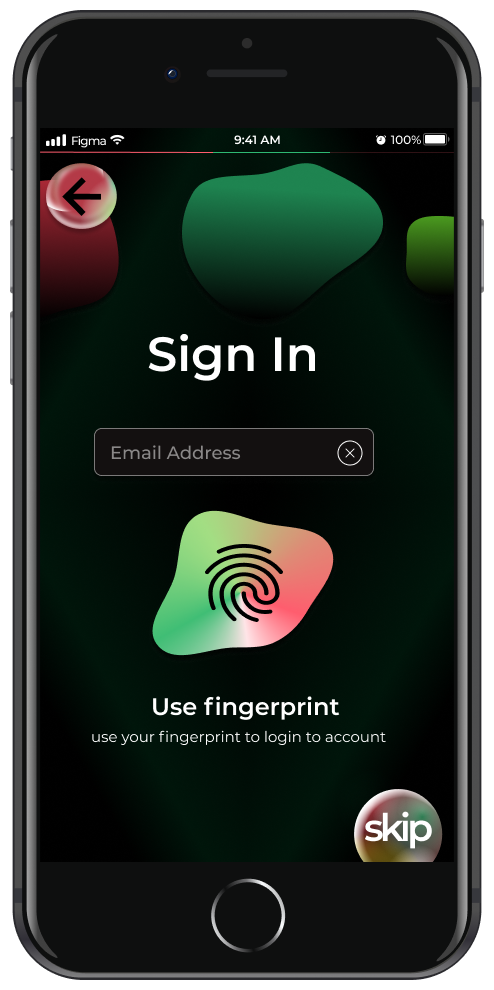 Figma 9:41 AM 100%
Sign In
Email Address
Use fingerprint
use your fingerprint to login to account
skip